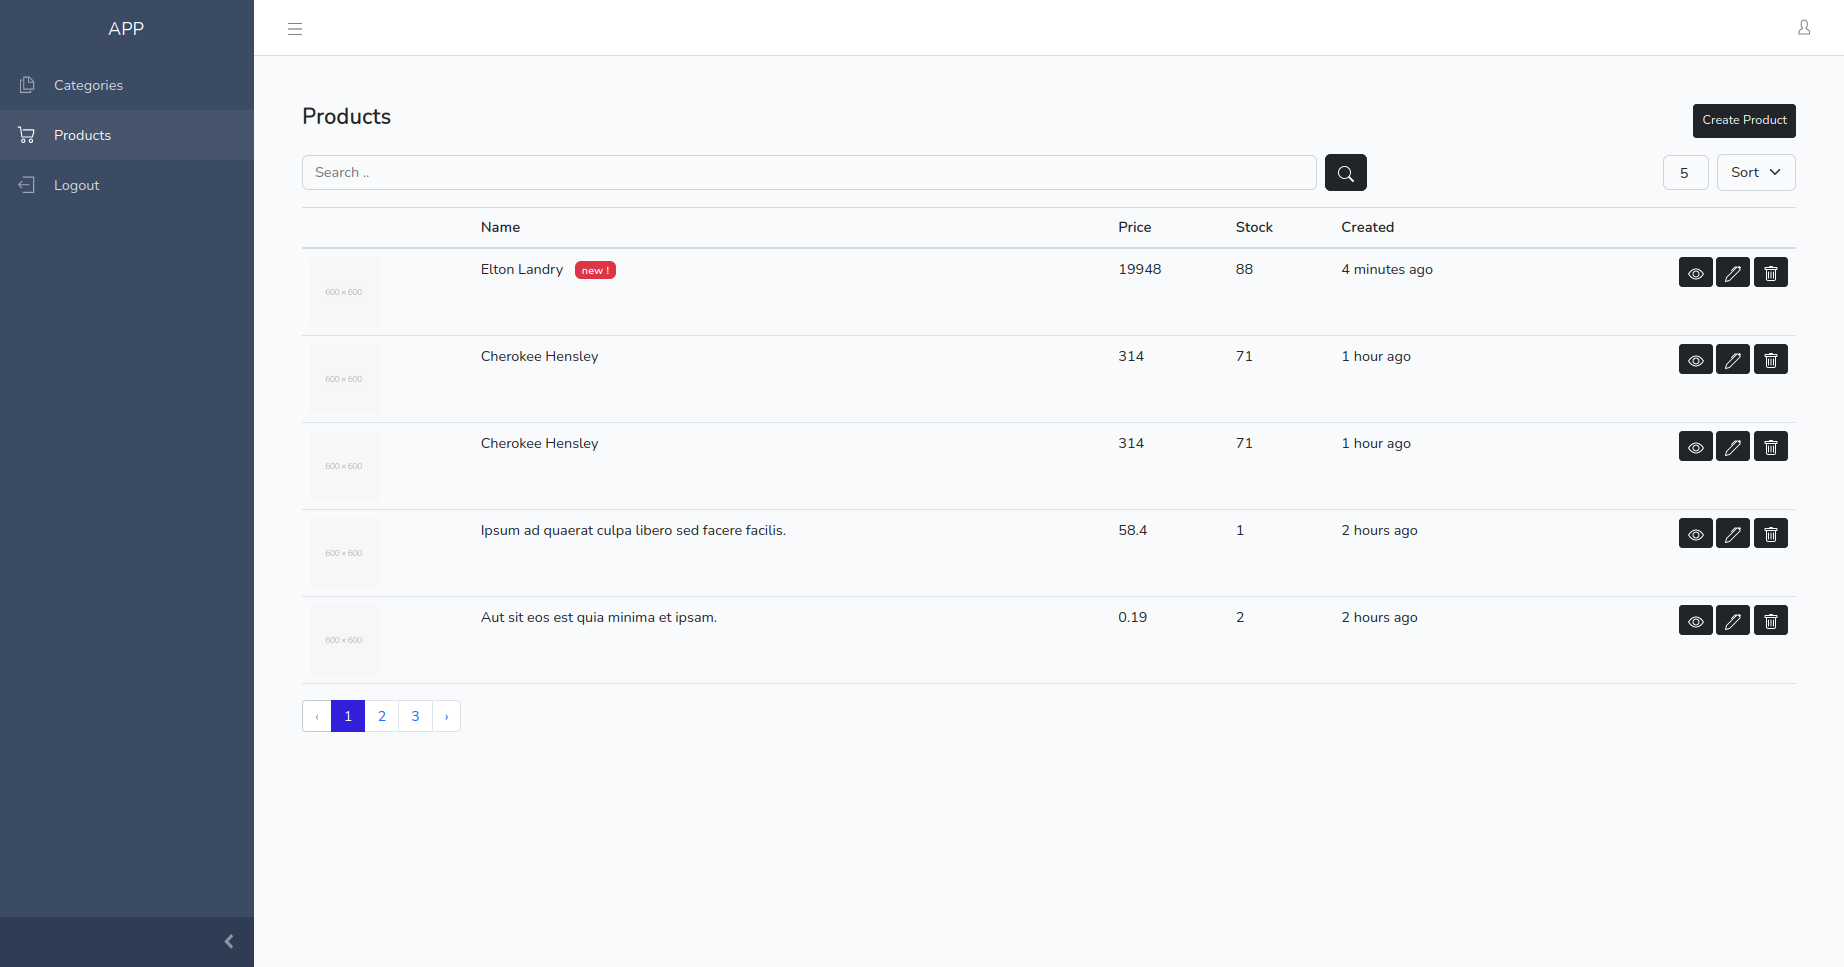 APP
Categories
Products
Logout
Products
Create Product
Search ..
5
Sort
Name Price Stock Created
600 × 600
Elton Landry new ! 19948 88 4 minutes ago
600 × 600
Cherokee Hensley 314 71 1 hour ago
600 × 600
Cherokee Hensley 314 71 1 hour ago
600 × 600
Ipsum ad quaerat culpa libero sed facere facilis. 58.4 1 2 hours ago
600 × 600
Aut sit eos est quia minima et ipsam. 0.19 2 2 hours ago
‹ 1 2 3 ›